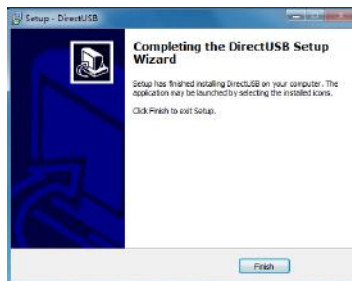 Setup - DirectUSB
Completing the DirectUSB Setup
Wizard
Setup has finished installing DirectUSB on your computer. The
application may be launched by selecting the installed icons.
Click Finish to exit Setup.
Finish